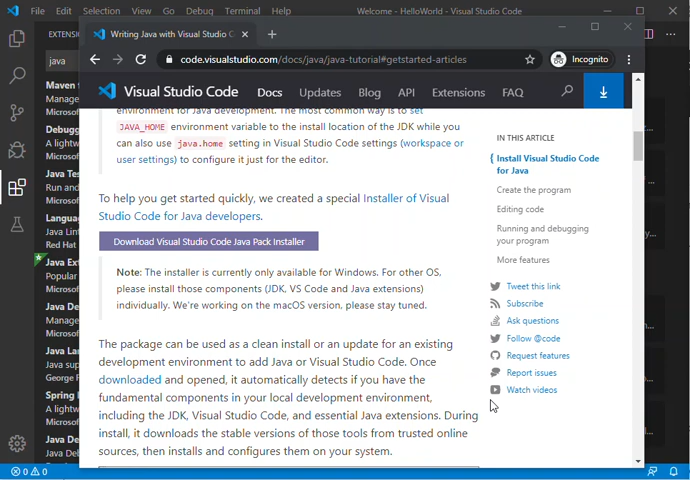 File Edit Selection View Go Debug Terminal Help Welcome - HelloWorld - Visual Studio Code
Writing Java with Visual Studio C
code.visualstudio.com/docs/java/java-tutorial#getstarted-articles
Incognito
Visual Studio Code Docs Updates Blog API Extensions FAQ
java
Maven f
Manage
Microsof
Debugg
A lightw
Microsof
Java Tes
Run and
Microsof
Langua
Java Lint
Red Hat
Java Ext
Popular
Microsof
Java De
Manage
Microsof
Java Lan
Java sup
George F
Spring I
A lightw
Microsof
Java De
Java Deb
environment for Java development. The most common way is to set
JAVA_HOME environment variable to the install location of the JDK while you
can also use java.home setting in Visual Studio Code settings (workspace or
user settings) to configure it just for the editor.
To help you get started quickly, we created a special Installer of Visual
Studio Code for Java developers.
Download Visual Studio Code Java Pack Installer
Note: The installer is currently only available for Windows. For other OS,
please install those components (JDK, VS Code and Java extensions)
individually. We're working on the macOS version, please stay tuned.
The package can be used as a clean install or an update for an existing
development environment to add Java or Visual Studio Code. Once
downloaded and opened, it automatically detects if you have the
fundamental components in your local development environment,
including the JDK, Visual Studio Code, and essential Java extensions. During
install, it downloads the stable versions of those tools from trusted online
sources, then installs and configures them on your system.
IN THIS ARTICLE
Install Visual Studio Code
for Java
Create the program
Editing code
Running and debugging
your program
More features
Tweet this link
Subscribe
Ask questions
Follow @code
Request features
Report issues
Watch videos
0 0